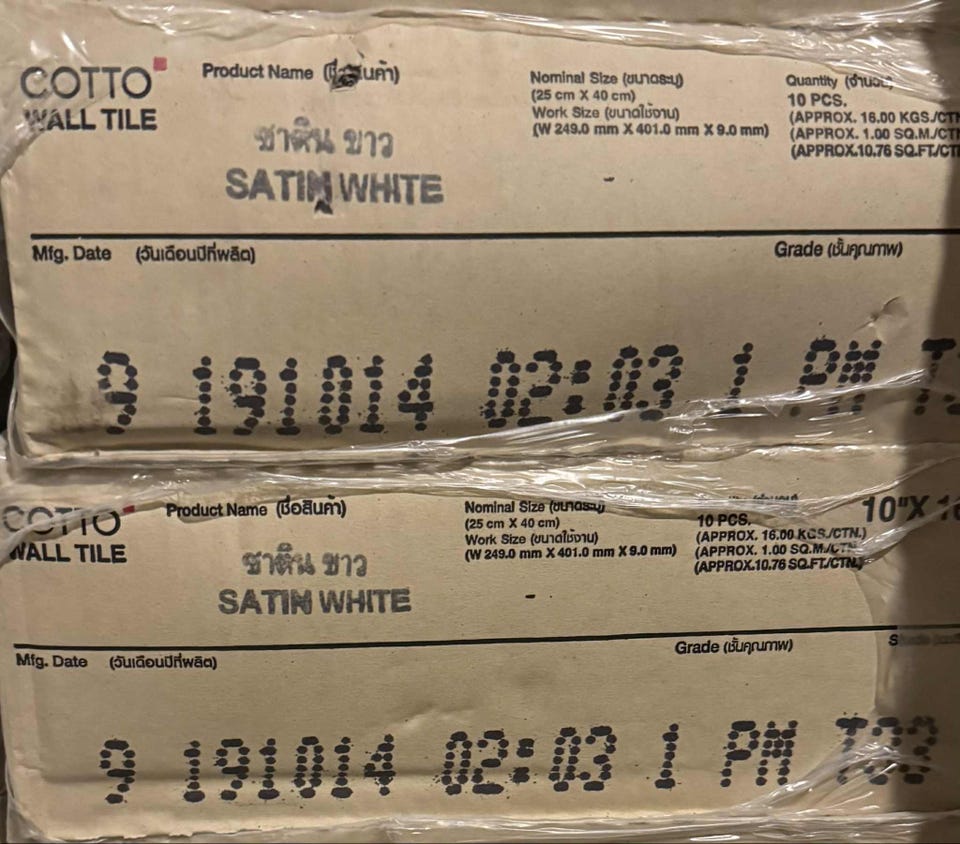 COTTO
WALL TILE
Product Name (ชื่อสินค้า)
ซาติน ขาว
SATIN WHITE
Nominal Size (ขนาดระบุ)
(25 cm X 40 cm)
Work Size (ขนาดใช้งาน)
(W 249.0 mm X 401.0 mm X 9.0 mm)
Quantity (จำนวน)
10 PCS.
(APPROX. 16.00 KGS./CTN
(APPROX. 1.00 SQ.M./CTN
(APPROX.10.76 SQ.FT./CT
Mfg. Date (วันเดือนปีที่ผลิต)
Grade (ชั้นคุณภาพ)
9 191014 02:03 1 PM
COTTO
WALL TILE
Product Name (ชื่อสินค้า)
ซาติน ขาว
SATIN WHITE
Nominal Size (ขนาดระบุ)
(25 cm X 40 cm)
Work Size (ขนาดใช้งาน)
(W 249.0 mm X 401.0 mm X 9.0 mm)
10 PCS.
(APPROX. 16.00 KGS./CTN.)
(APPROX. 1.00 SQ.M./CTN.
(APPROX.10.76 SQ.FT./CTN.)
10"X
Mfg. Date (วันเดือนปีที่ผลิต)
Grade (ชั้นคุณภาพ)
9 191014 02:03 1 PM T03